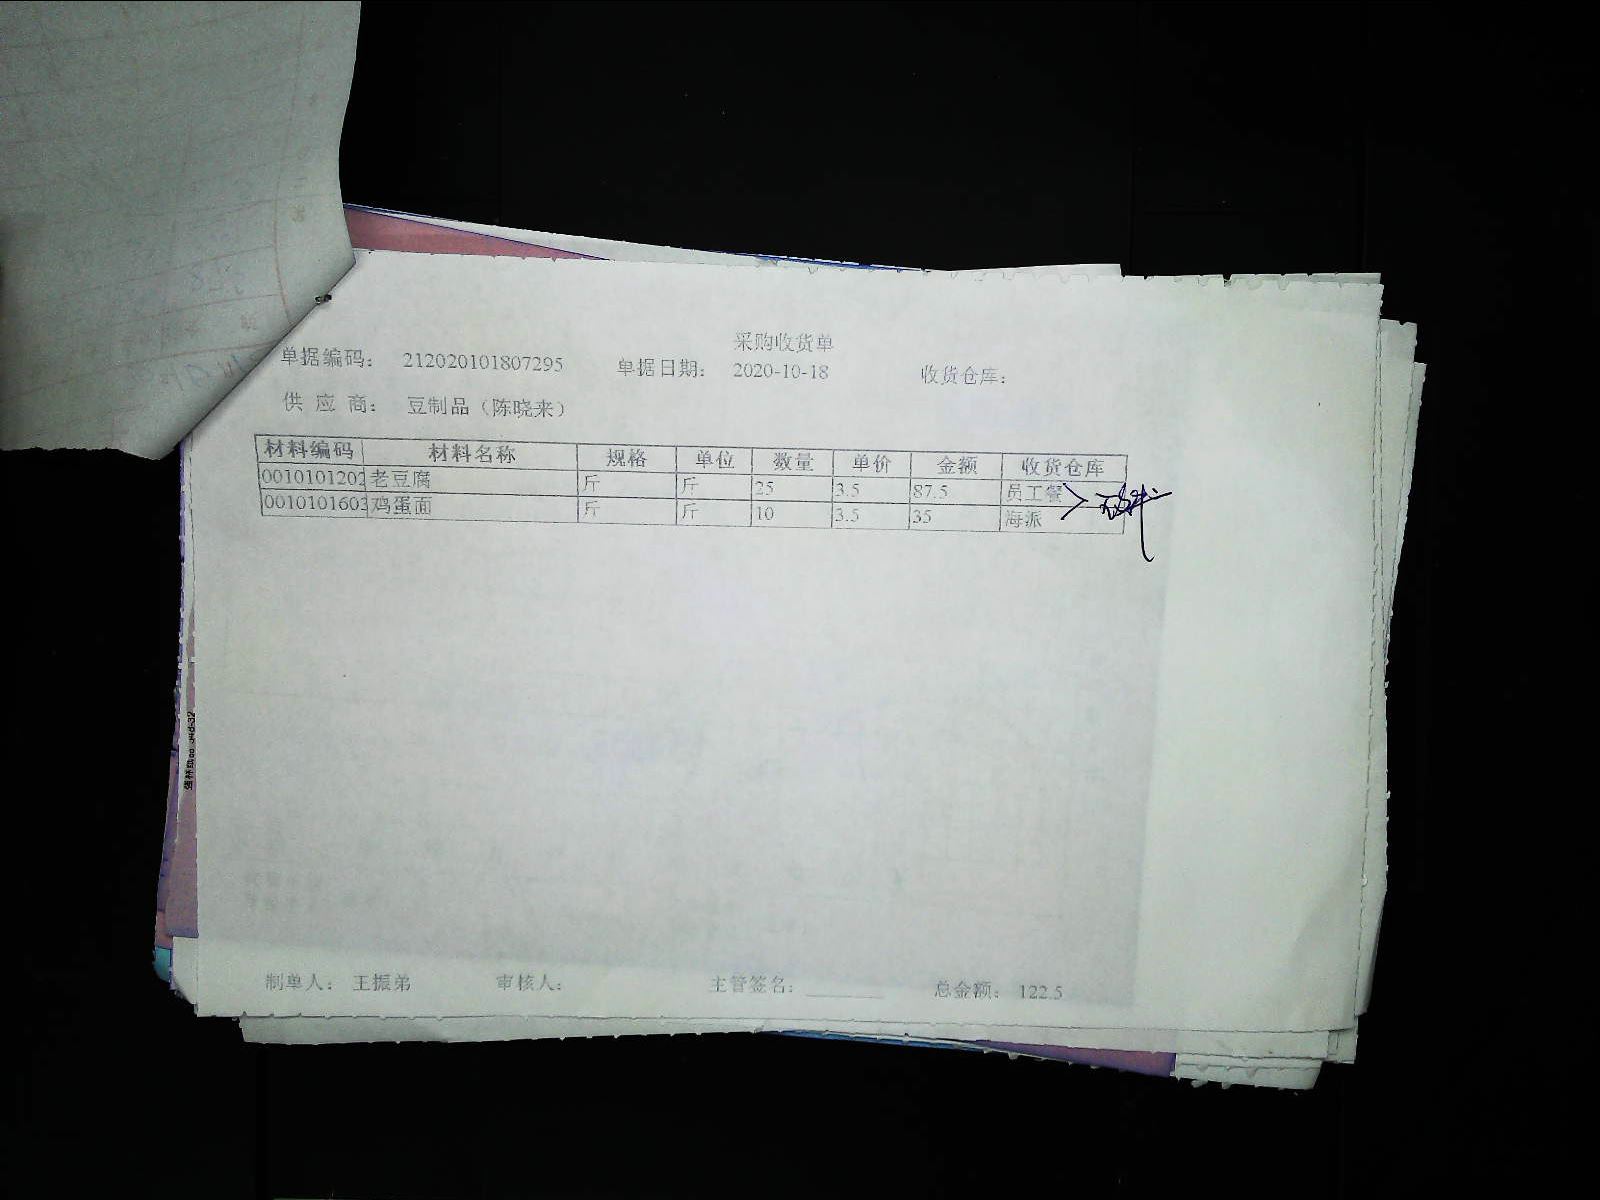 采购收货单
单据编码： 212020101807295 单据日期： 2020-10-18 收货仓库：
供 应 商： 豆制品（陈晓来）
材料编码 材料名称 规格 单位 数量 单价 金额 收货仓库
0010101202 老豆腐 斤 斤 25 3.5 87.5 员工餐
0010101603 鸡蛋面 斤 斤 10 3.5 35 海派
制单人： 王振弟 审核人： 主管签名： 总金额： 122.5